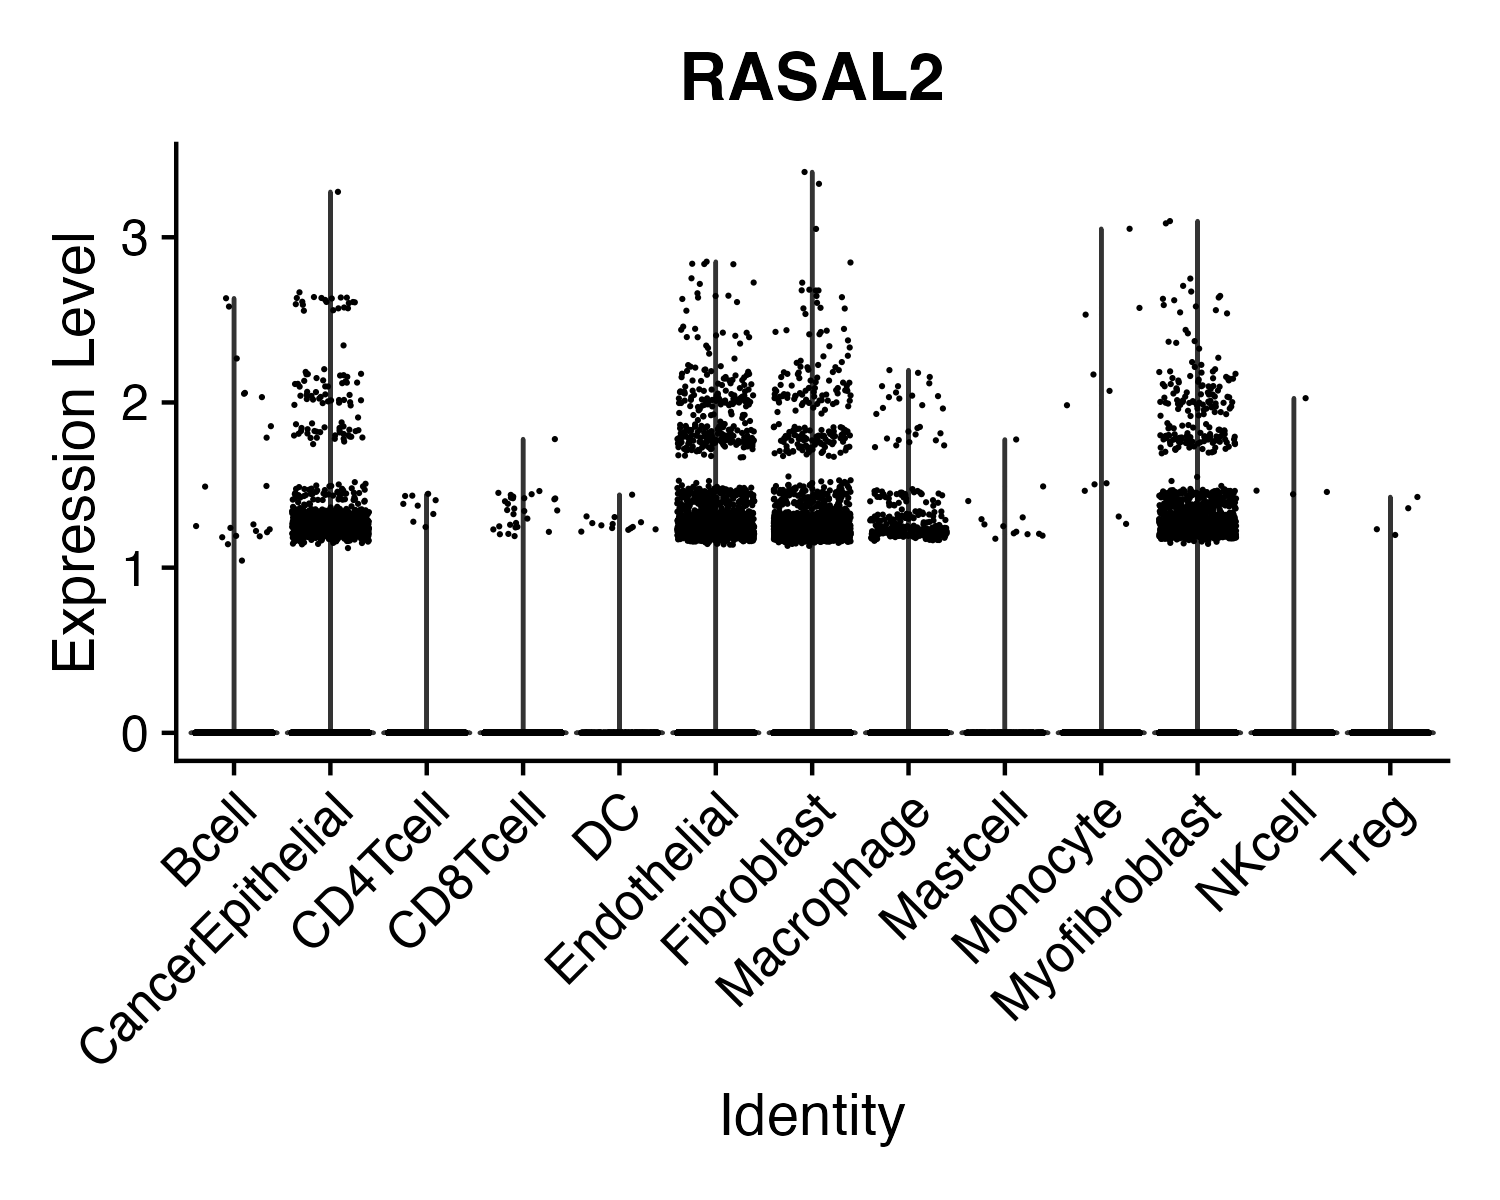 RASAL2
Expression Level
3
2
1
0
Bcell
CancerEpithelial
CD4Tcell
CD8Tcell
DC
Endothelial
Fibroblast
Macrophage
Mastcell
Monocyte
Myofibroblast
NKcell
Treg
Identity